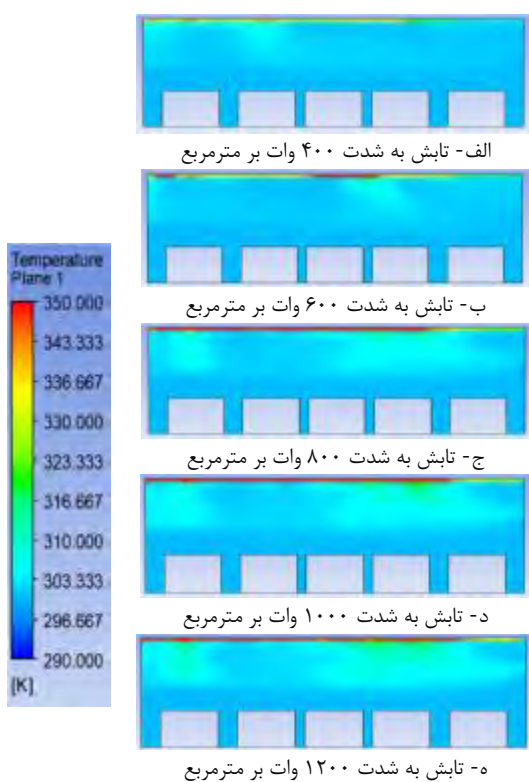 الف- تابش به شدت ۴۰۰ وات بر مترمربع
ب- تابش به شدت ۶۰۰ وات بر مترمربع
Temperature
Plane 1
350.000
343.333
336.667
330.000
323.333
316.667
310.000
303.333
296.667
290.000
[K]
ج- تابش به شدت ۸۰۰ وات بر مترمربع
د- تابش به شدت ۱۰۰۰ وات بر مترمربع
ه- تابش به شدت ۱۲۰۰ وات بر مترمربع